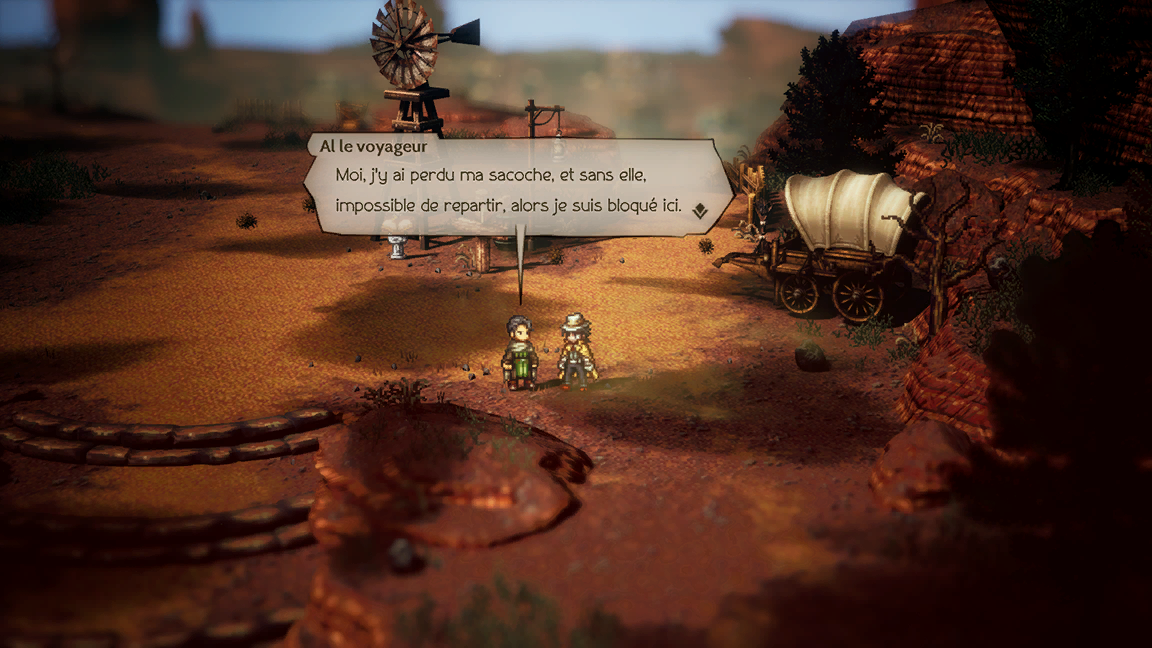 Al le voyageur
Moi, j'y ai perdu ma sacoche, et sans elle,
impossible de repartir, alors je suis bloqué ici.